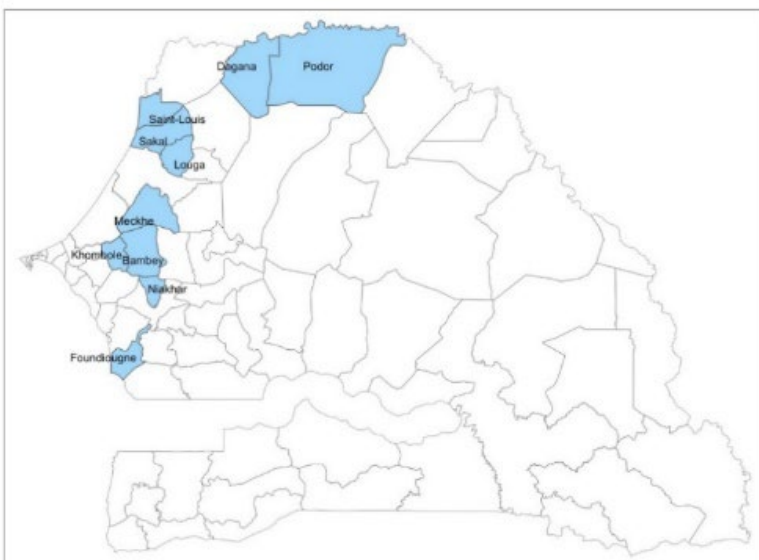 Dagana
Podor
Saint-Louis
Sakal
Louga
Meckhe
Khombole
Bambey
Niakhar
Foundiougne